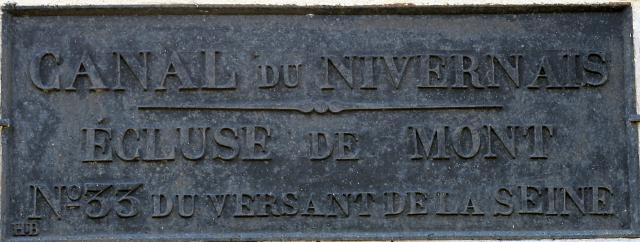 CANAL DU NIVERNAIS
ÉCLUSE DE MONT
Nº 33 DU VERSANT DE LA SEINE
HB